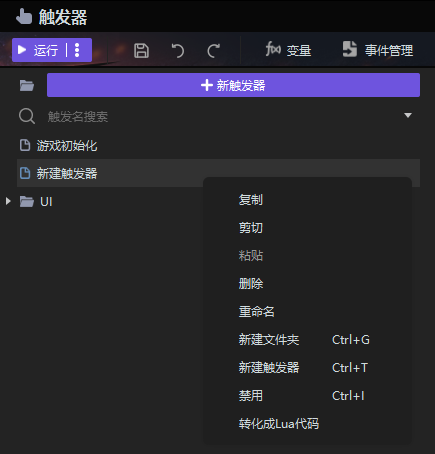 触发器
运行 变量 事件管理
新触发器
触发名搜索
游戏初始化
新建触发器
UI
复制
剪切
粘贴
删除
重命名
新建文件夹 Ctrl+G
新建触发器 Ctrl+T
禁用 Ctrl+I
转化成Lua代码